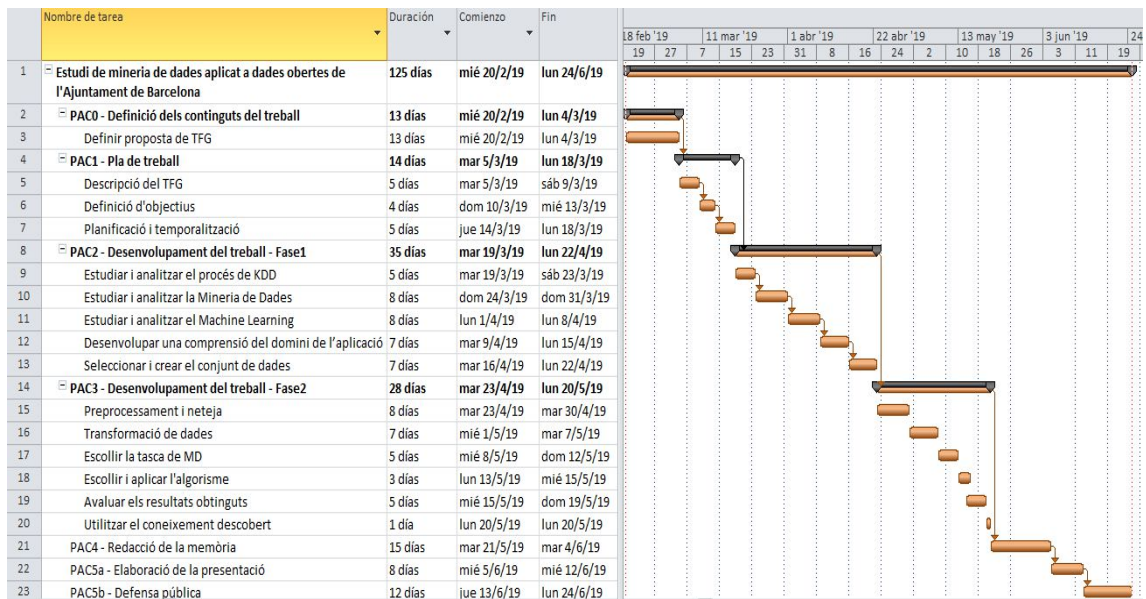 Nombre de tarea Duración Comienzo Fin
18 feb '19 11 mar '19 1 abr '19 22 abr '19 13 may '19 3 jun '19 24
19 27 7 15 23 31 8 16 24 2 10 18 26 3 11 19
1 Estudi de mineria de dades aplicat a dades obertes de 125 días mié 20/2/19 lun 24/6/19
l'Ajuntament de Barcelona
2 PAC0 - Definició dels continguts del treball 13 días mié 20/2/19 lun 4/3/19
3 Definir proposta de TFG 13 días mié 20/2/19 lun 4/3/19
4 PAC1 - Pla de treball 14 días mar 5/3/19 lun 18/3/19
5 Descripció del TFG 5 días mar 5/3/19 sáb 9/3/19
6 Definició d'objectius 4 días dom 10/3/19 mié 13/3/19
7 Planificació i temporalització 5 días jue 14/3/19 lun 18/3/19
8 PAC2 - Desenvolupament del treball - Fase1 35 días mar 19/3/19 lun 22/4/19
9 Estudiar i analitzar el procés de KDD 5 días mar 19/3/19 sáb 23/3/19
10 Estudiar i analitzar la Mineria de Dades 8 días dom 24/3/19 dom 31/3/19
11 Estudiar i analitzar el Machine Learning 8 días lun 1/4/19 lun 8/4/19
12 Desenvolupar una comprensió del domini de l'aplicació 7 días mar 9/4/19 lun 15/4/19
13 Seleccionar i crear el conjunt de dades 7 días mar 16/4/19 lun 22/4/19
14 PAC3 - Desenvolupament del treball - Fase2 28 días mar 23/4/19 lun 20/5/19
15 Preprocessament i neteja 8 días mar 23/4/19 mar 30/4/19
16 Transformació de dades 7 días mié 1/5/19 mar 7/5/19
17 Escollir la tasca de MD 5 días mié 8/5/19 dom 12/5/19
18 Escollir i aplicar l'algorisme 3 días lun 13/5/19 mié 15/5/19
19 Avaluar els resultats obtinguts 5 días mié 15/5/19 dom 19/5/19
20 Utilitzar el coneixement descobert 1 día lun 20/5/19 lun 20/5/19
21 PAC4 - Redacció de la memòria 15 días mar 21/5/19 mar 4/6/19
22 PAC5a - Elaboració de la presentació 8 días mié 5/6/19 mié 12/6/19
23 PAC5b - Defensa pública 12 días jue 13/6/19 lun 24/6/19